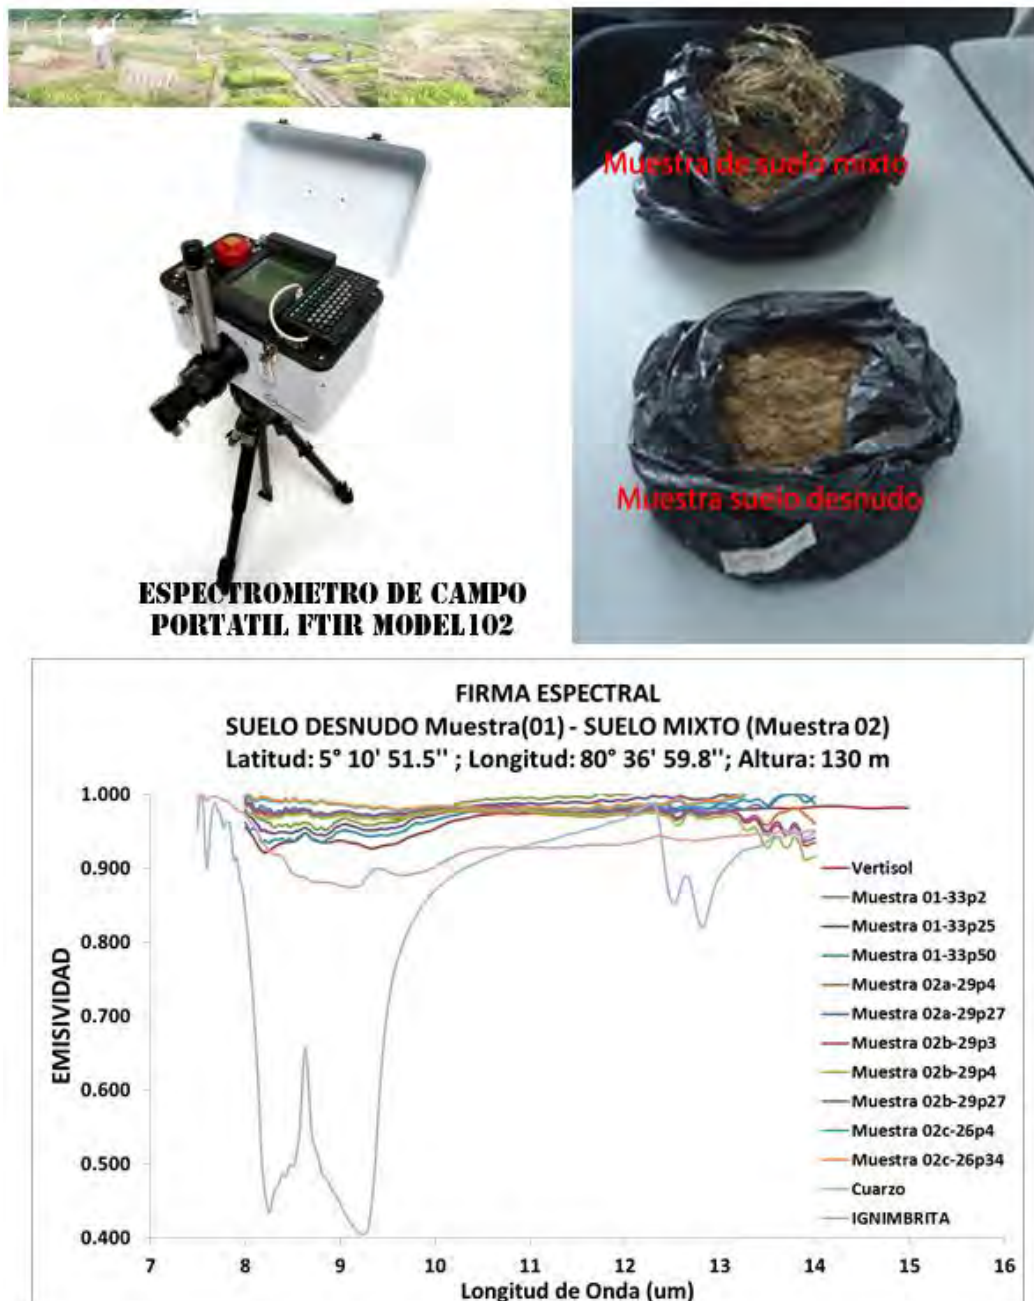 Muestra de suelo mixto
Muestra suelo desnudo
ESPECTROMETRO DE CAMPO
PORTATIL FTIR MODEL102
FIRMA ESPECTRAL
SUELO DESNUDO Muestra(01) - SUELO MIXTO (Muestra 02)
Latitud: 5° 10' 51.5'' ; Longitud: 80° 36' 59.8''; Altura: 130 m
EMISIVIDAD
1.000
0.900
0.800
0.700
0.600
0.500
0.400
7 8 9 10 11 12 13 14 15 16
Longitud de Onda (um)
Vertisol
Muestra 01-33p2
Muestra 01-33p25
Muestra 01-33p50
Muestra 02a-29p4
Muestra 02a-29p27
Muestra 02b-29p3
Muestra 02b-29p4
Muestra 02b-29p27
Muestra 02c-26p4
Muestra 02c-26p34
Cuarzo
IGNIMBRITA